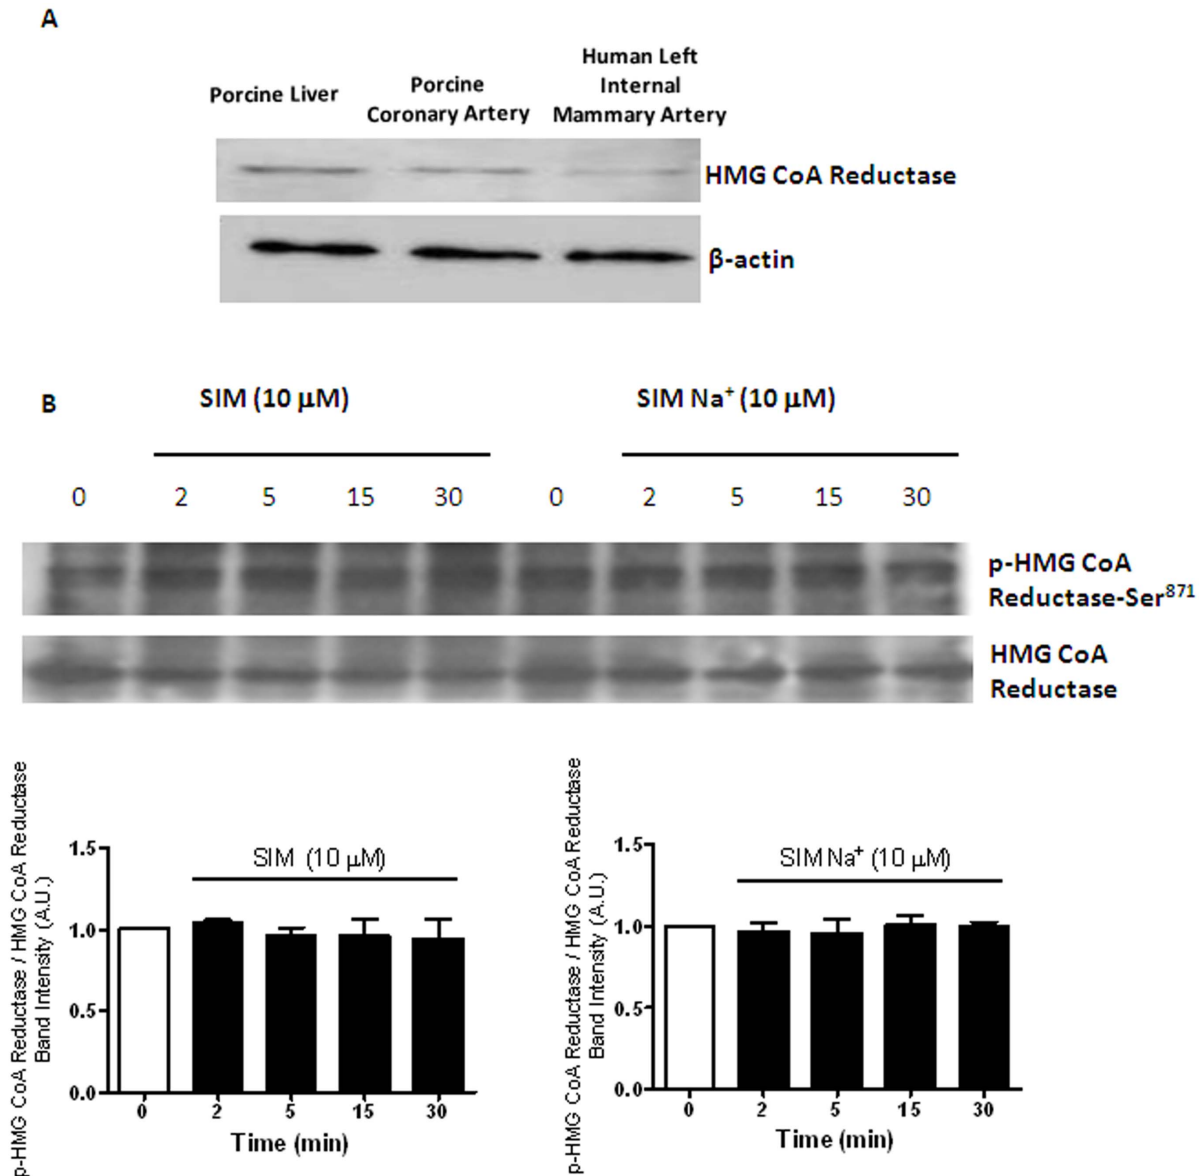 A
Porcine Liver
Porcine
Coronary Artery
Human Left
Internal
Mammary Artery
HMG CoA Reductase
β-actin
B
SIM (10 μM)
SIM Na⁺ (10 μM)
0 2 5 15 30 0 2 5 15 30
p-HMG CoA
Reductase-Ser⁸⁷¹
HMG CoA
Reductase
p-HMG CoA Reductase / HMG CoA Reductase
Band Intensity (A.U.)
1.5
1.0
0.5
0.0
SIM (10 μM)
0 2 5 15 30
Time (min)
p-HMG CoA Reductase / HMG CoA Reductase
Band Intensity (A.U.)
1.5
1.0
0.5
0.0
SIM Na⁺ (10 μM)
0 2 5 15 30
Time (min)